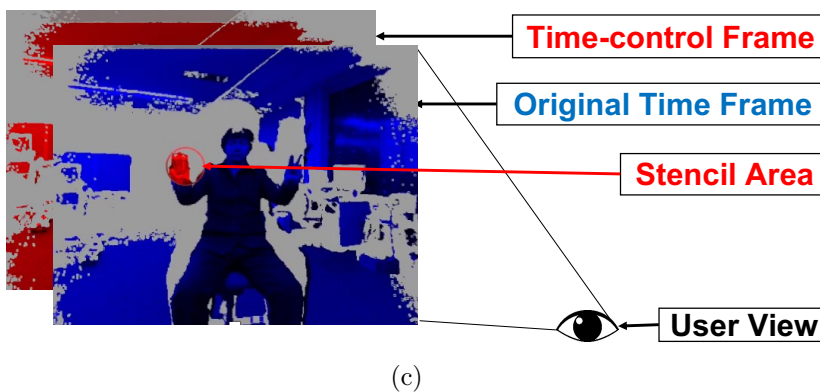 Time-control Frame
Original Time Frame
Stencil Area
User View
(c)